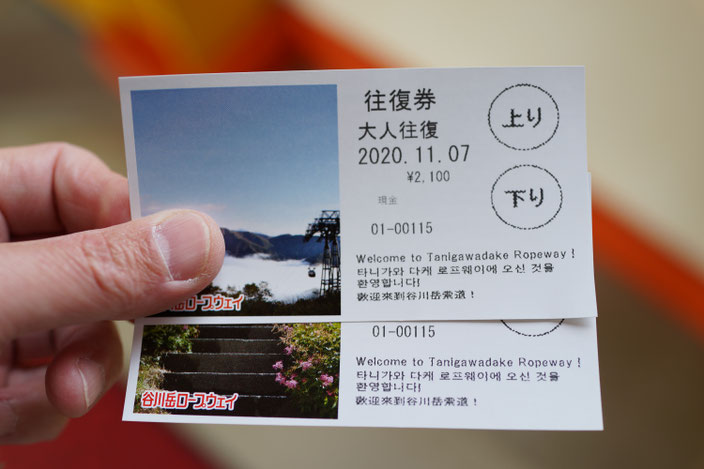 往復券
大人往復
2020.11.07
¥2,100
現金
01-00115
上り
下り
Welcome to Tanigawadake Ropeway!
타니가와 다케 로프웨이에 오신 것을
환영합니다!
歡迎來到谷川岳索道!
岳ロープウェイ
01-00115
Welcome to Tanigawadake Ropeway!
타니가와 다케 로프웨이에 오신 것을
환영합니다!
歡迎來到谷川岳索道!
谷川岳ロープウェイ